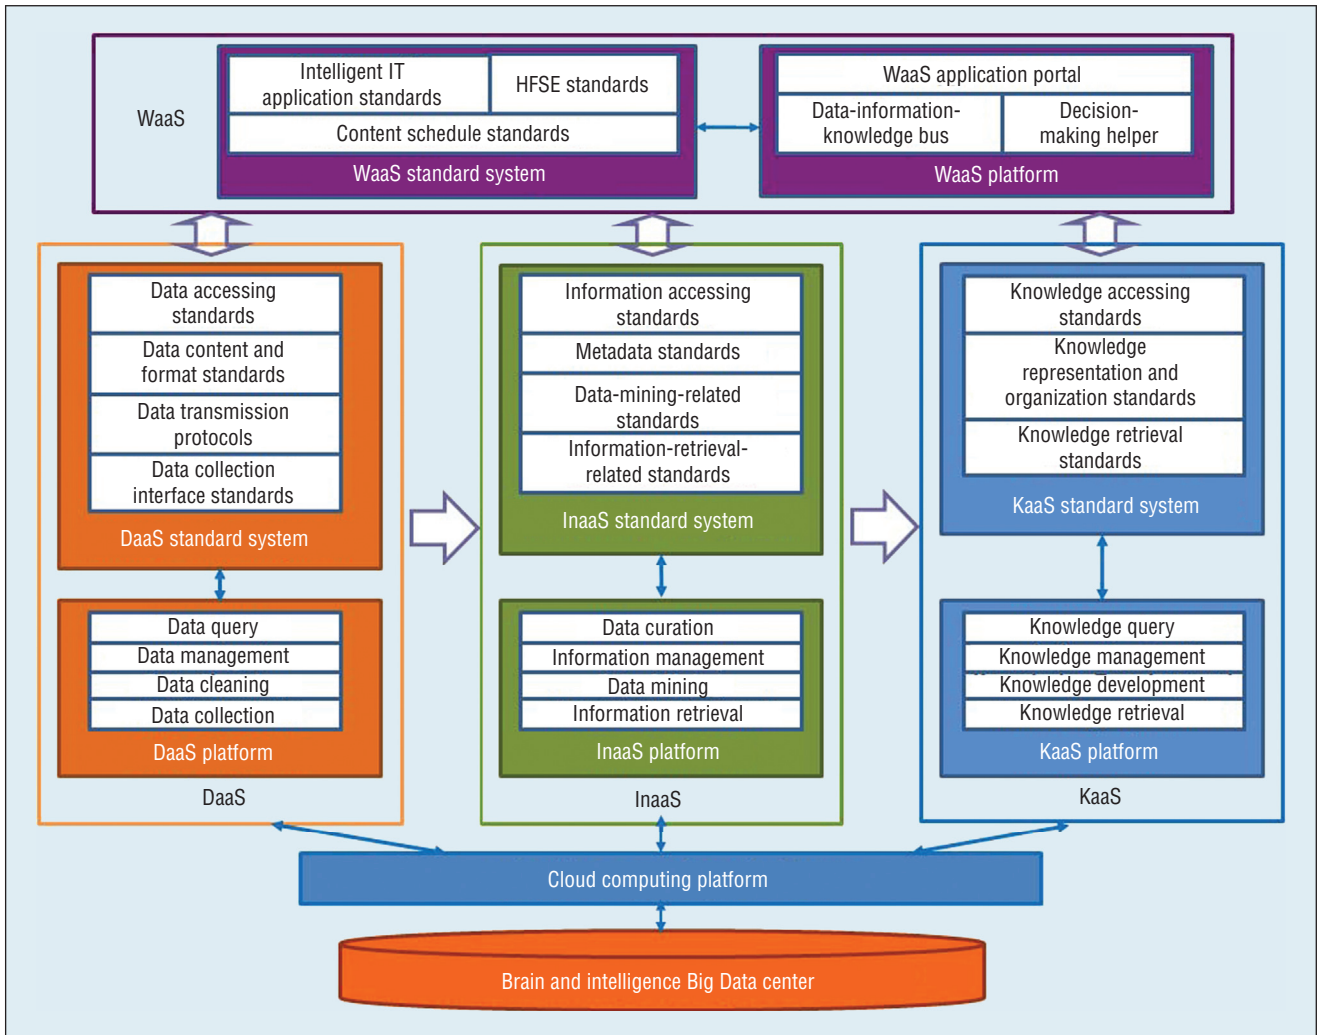 WaaS
Intelligent IT
application standards
HFSE standards
Content schedule standards
WaaS standard system
WaaS application portal
Data-information-
knowledge bus
Decision-
making helper
WaaS platform
Data accessing
standards
Data content and
format standards
Data transmission
protocols
Data collection
interface standards
DaaS standard system
Data query
Data management
Data cleaning
Data collection
DaaS platform
DaaS
Information accessing
standards
Metadata standards
Data-mining-related
standards
Information-retrieval-
related standards
InaaS standard system
Data curation
Information management
Data mining
Information retrieval
InaaS platform
InaaS
Knowledge accessing
standards
Knowledge
representation and
organization standards
Knowledge retrieval
standards
KaaS standard system
Knowledge query
Knowledge management
Knowledge development
Knowledge retrieval
KaaS platform
KaaS
Cloud computing platform
Brain and intelligence Big Data center